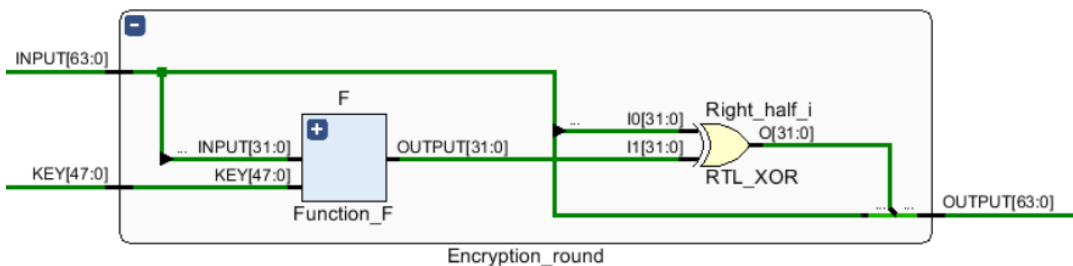 INPUT[63:0]
F
Right_half_i
...
I0[31:0]
O[31:0]
...
INPUT[31:0]
OUTPUT[31:0]
I1[31:0]
KEY[47:0]
KEY[47:0]
RTL_XOR
Function_F
...
...
OUTPUT[63:0]
Encryption_round